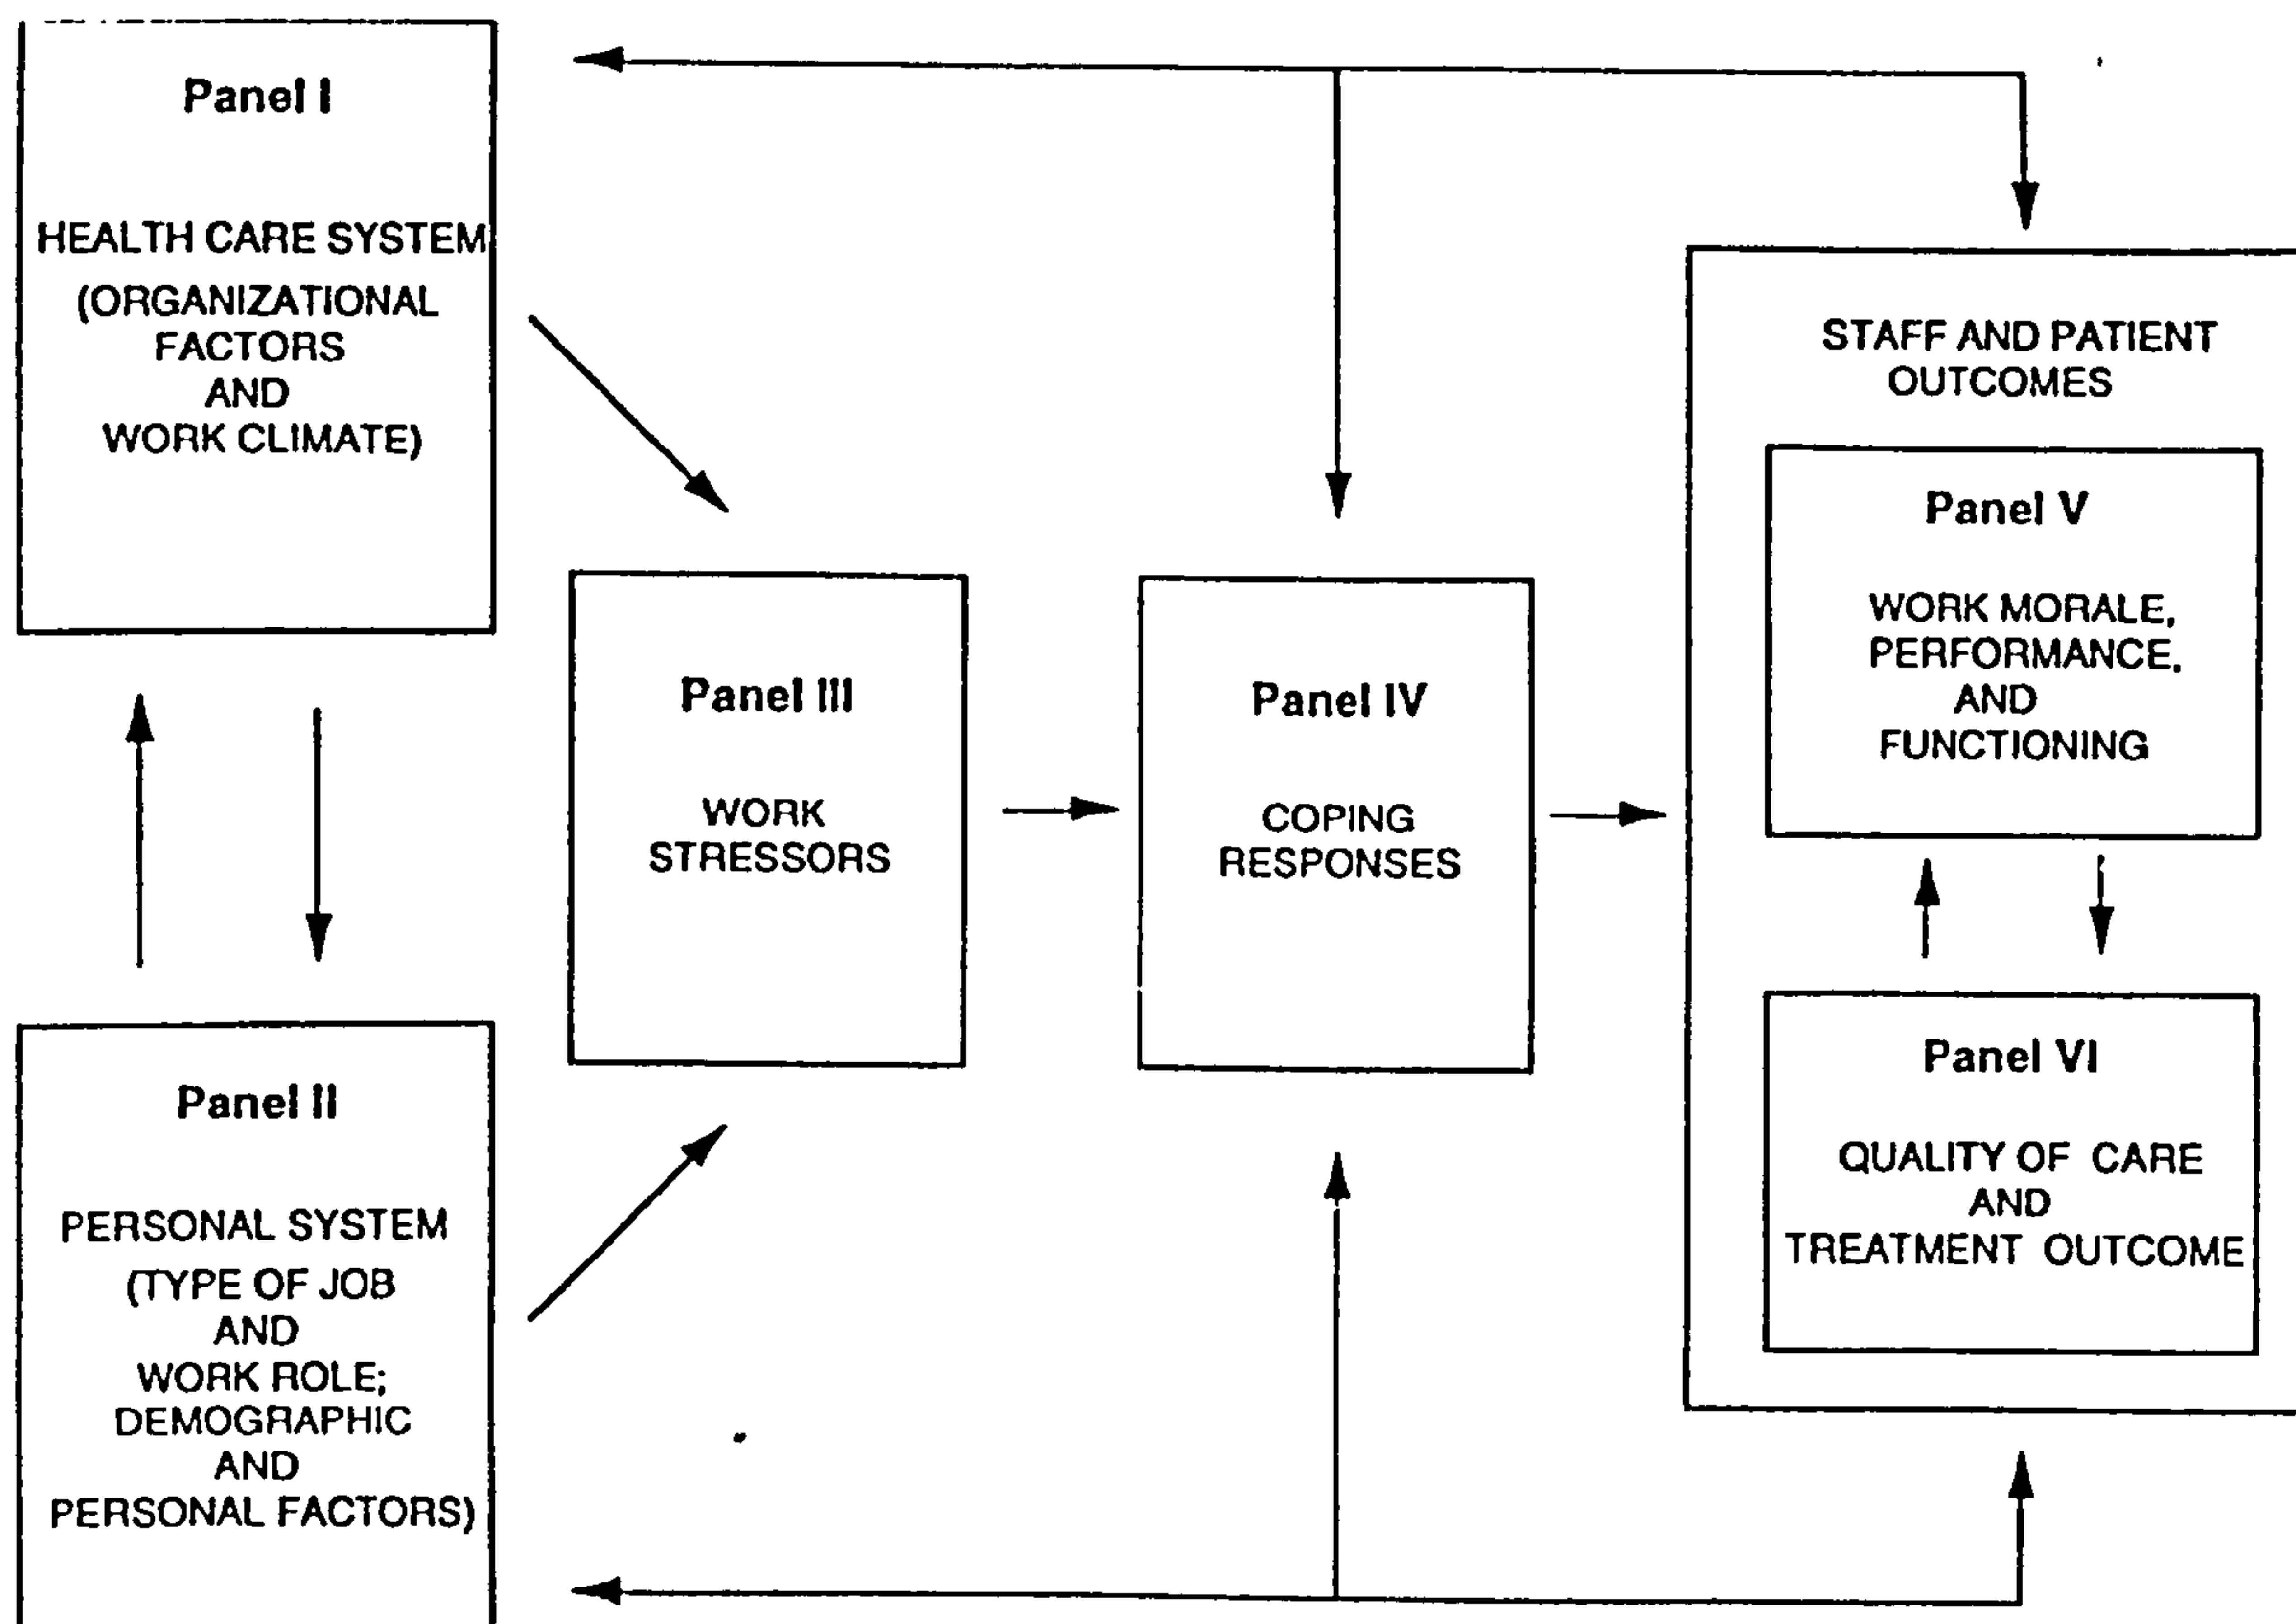 Panel I
HEALTH CARE SYSTEM
(ORGANIZATIONAL
FACTORS
AND
WORK CLIMATE)
Panel II
PERSONAL SYSTEM
(TYPE OF JOB
AND
WORK ROLE;
DEMOGRAPHIC
AND
PERSONAL FACTORS)
Panel III
WORK
STRESSORS
Panel IV
COPING
RESPONSES
STAFF AND PATIENT
OUTCOMES
Panel V
WORK MORALE,
PERFORMANCE,
AND
FUNCTIONING
Panel VI
QUALITY OF CARE
AND
TREATMENT OUTCOME